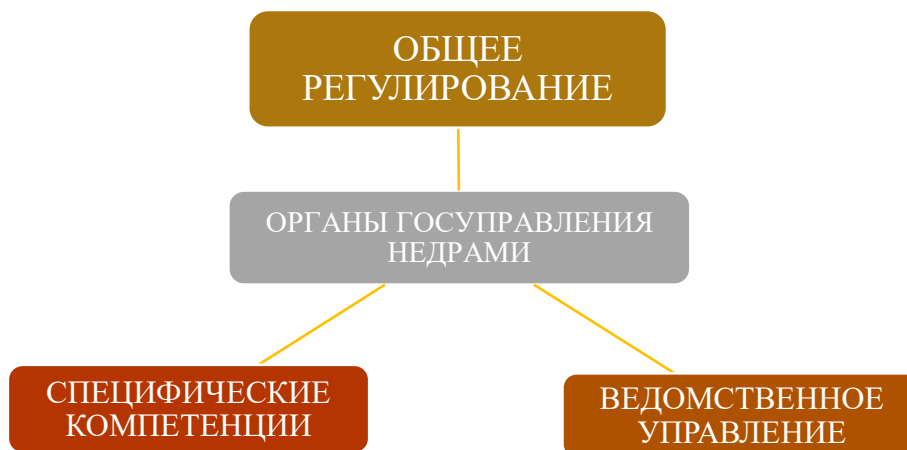 ОБЩЕЕ
РЕГУЛИРОВАНИЕ
ОРГАНЫ ГОСУПРАВЛЕНИЯ
НЕДРАМИ
СПЕЦИФИЧЕСКИЕ
КОМПЕТЕНЦИИ
ВЕДОМСТВЕННОЕ
УПРАВЛЕНИЕ